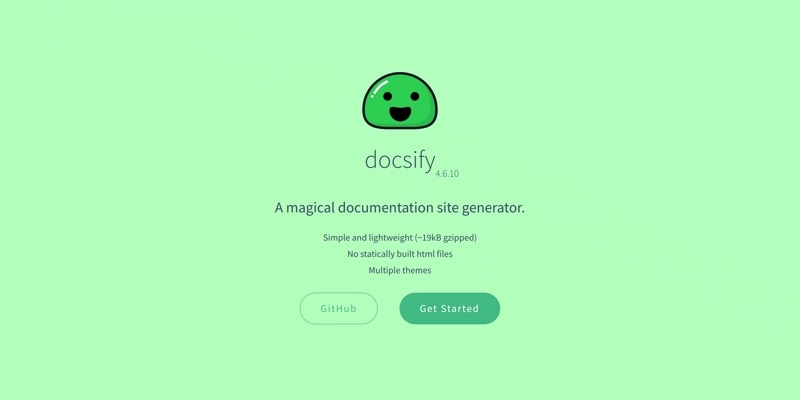 docsify 4.6.10
A magical documentation site generator.
Simple and lightweight (~19kB gzipped)
No statically built html files
Multiple themes
GitHub Get Started